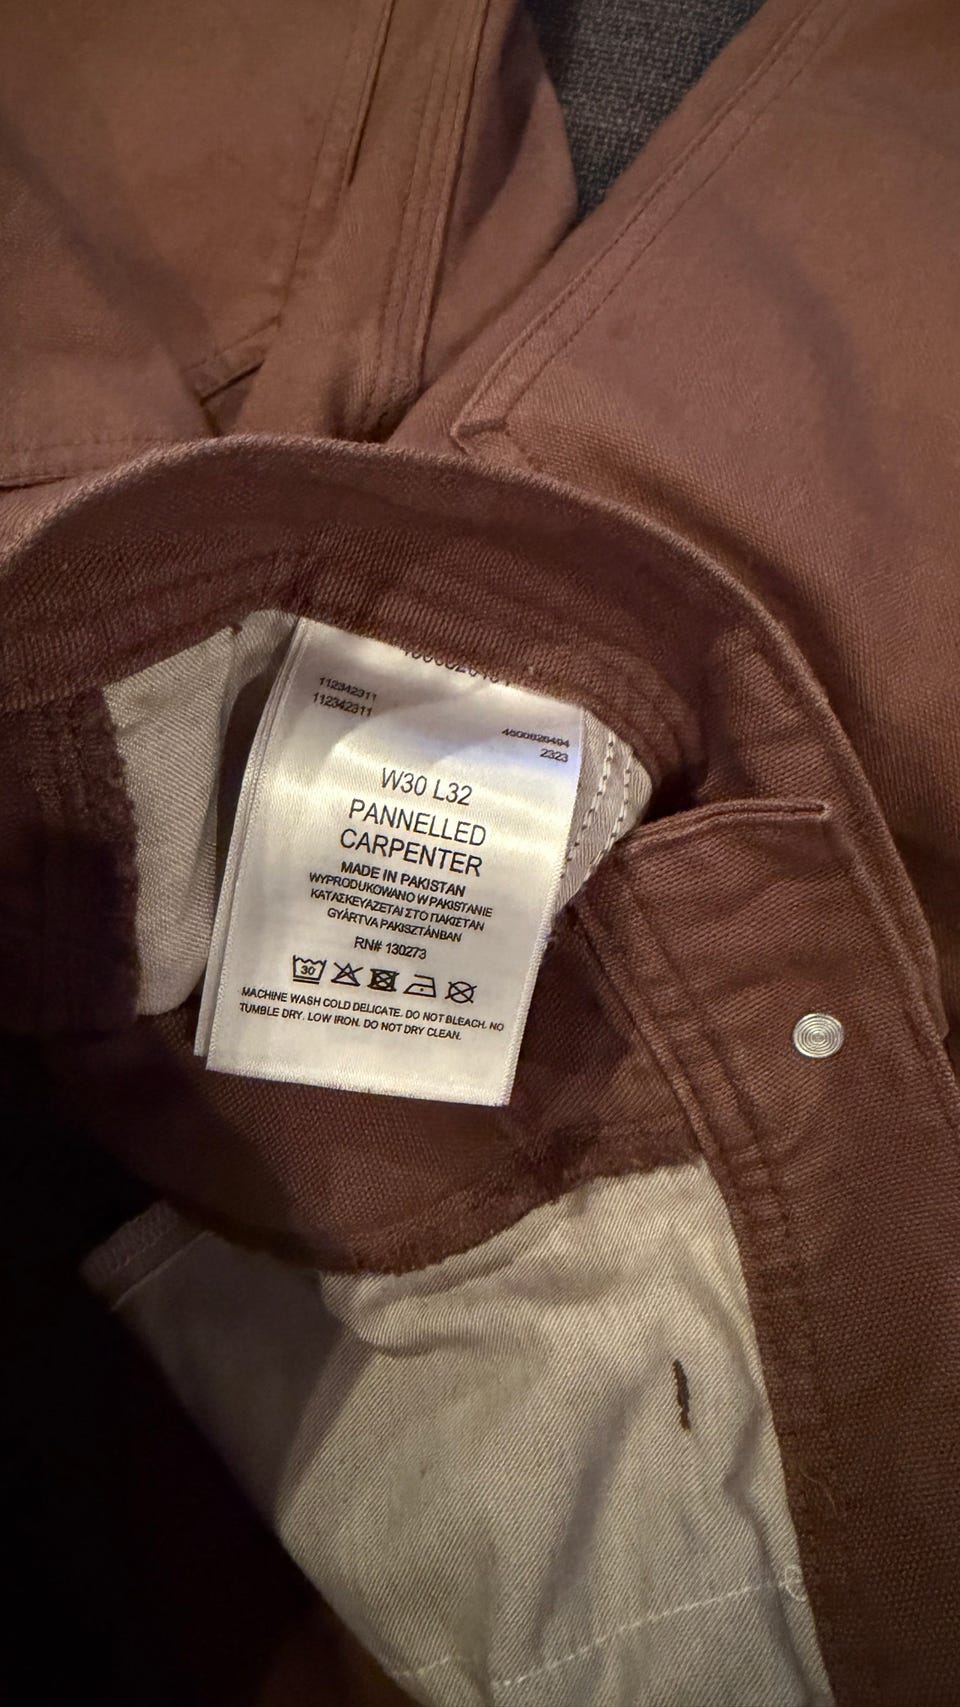 112342311
112342311
4500826404
2323
W30 L32
PANNELLED
CARPENTER
MADE IN PAKISTAN
WYPRODUKOWANO W PAKISTANIE
ΚΑΤΑΣΚΕΥΑΖΕΤΑΙ ΣΤΟ ΠΑΚΙΣΤΑΝ
GYÁRTVA PAKISZTÁNBAN
RN# 130273
30
MACHINE WASH COLD DELICATE. DO NOT BLEACH. NO
TUMBLE DRY. LOW IRON. DO NOT DRY CLEAN.